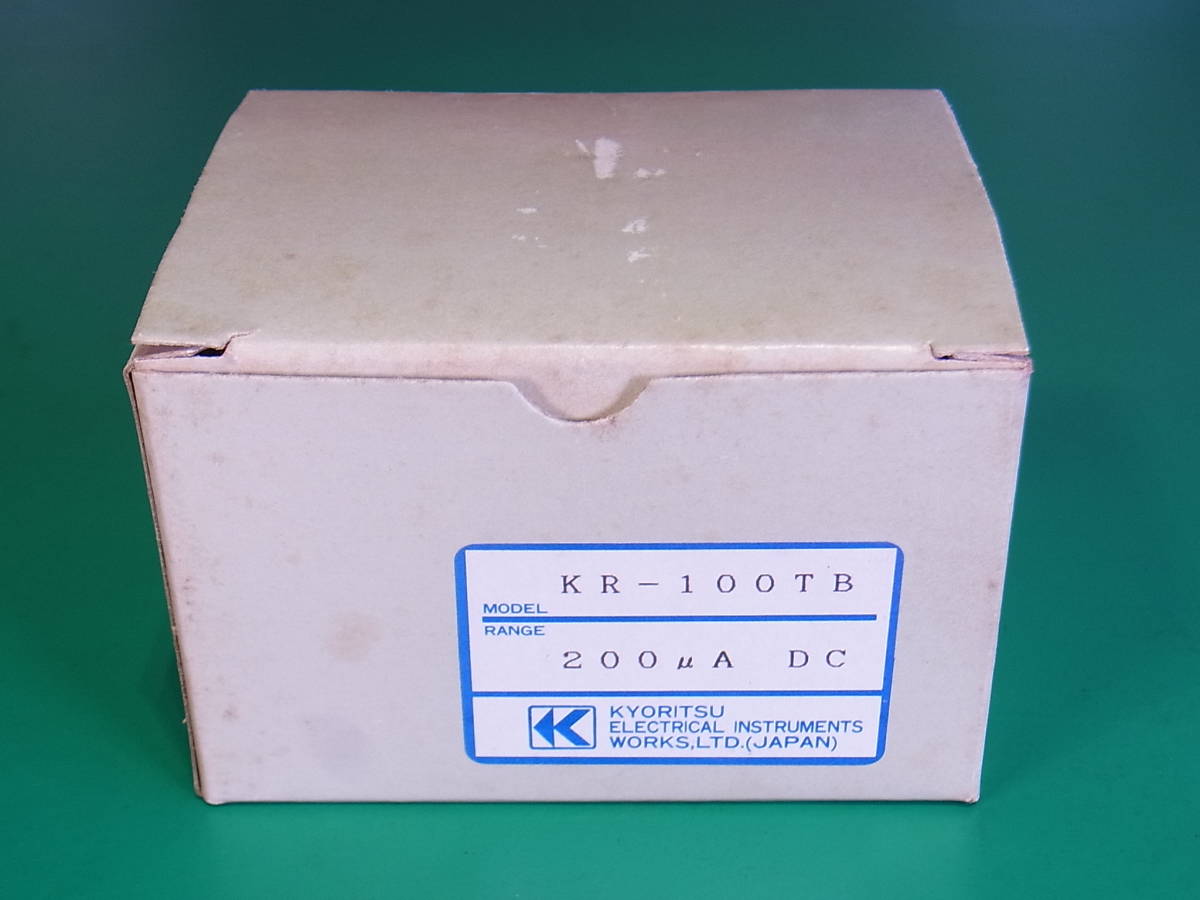 KR-100TB
MODEL
RANGE
200μA DC
KYORITSU
ELECTRICAL INSTRUMENTS
WORKS,LTD.(JAPAN)